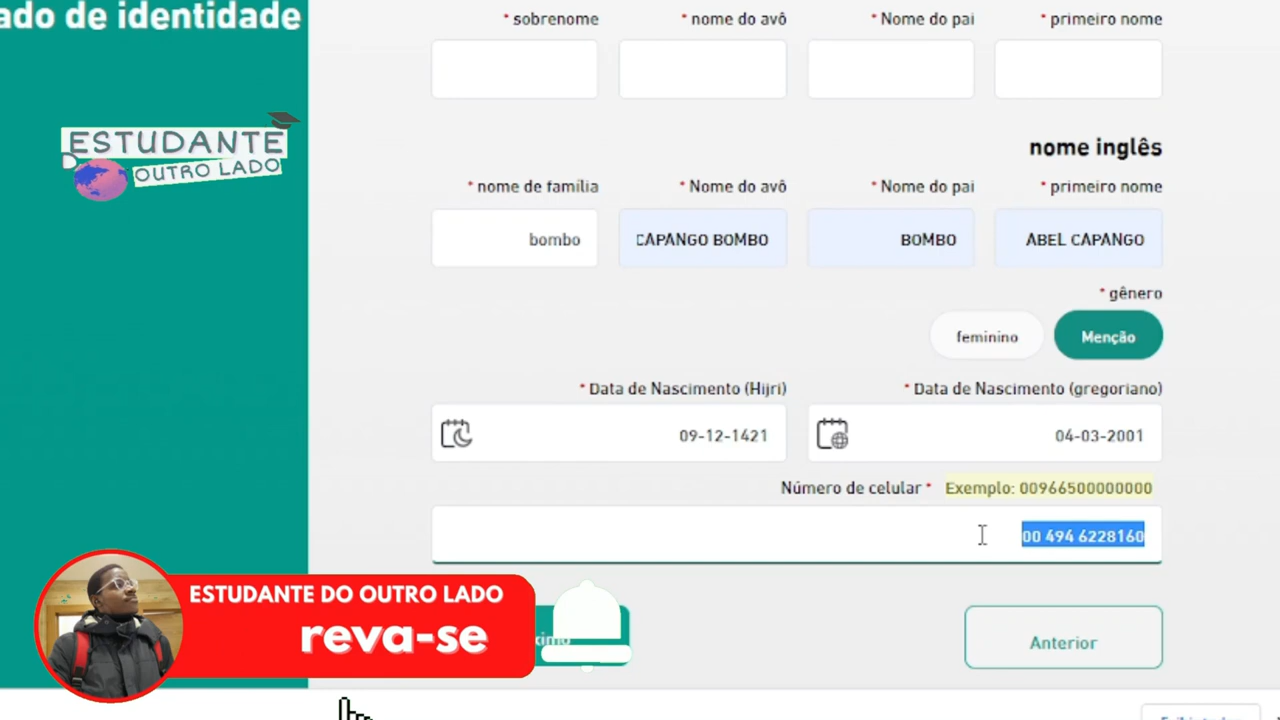 ado de identidade
ESTUDANTE
DO
OUTRO LADO
* sobrenome
* nome do avô
* Nome do pai
* primeiro nome
nome inglês
* nome de família
* Nome do avô
* Nome do pai
* primeiro nome
bombo
CAPANGO BOMBO
BOMBO
ABEL CAPANGO
* gênero
feminino
Menção
* Data de Nascimento (Hijri)
* Data de Nascimento (gregoriano)
09-12-1421
04-03-2001
Número de celular * Exemplo: 00966500000000
00 494 6228160
ESTUDANTE DO OUTRO LADO
reva-se
ximo
Anterior